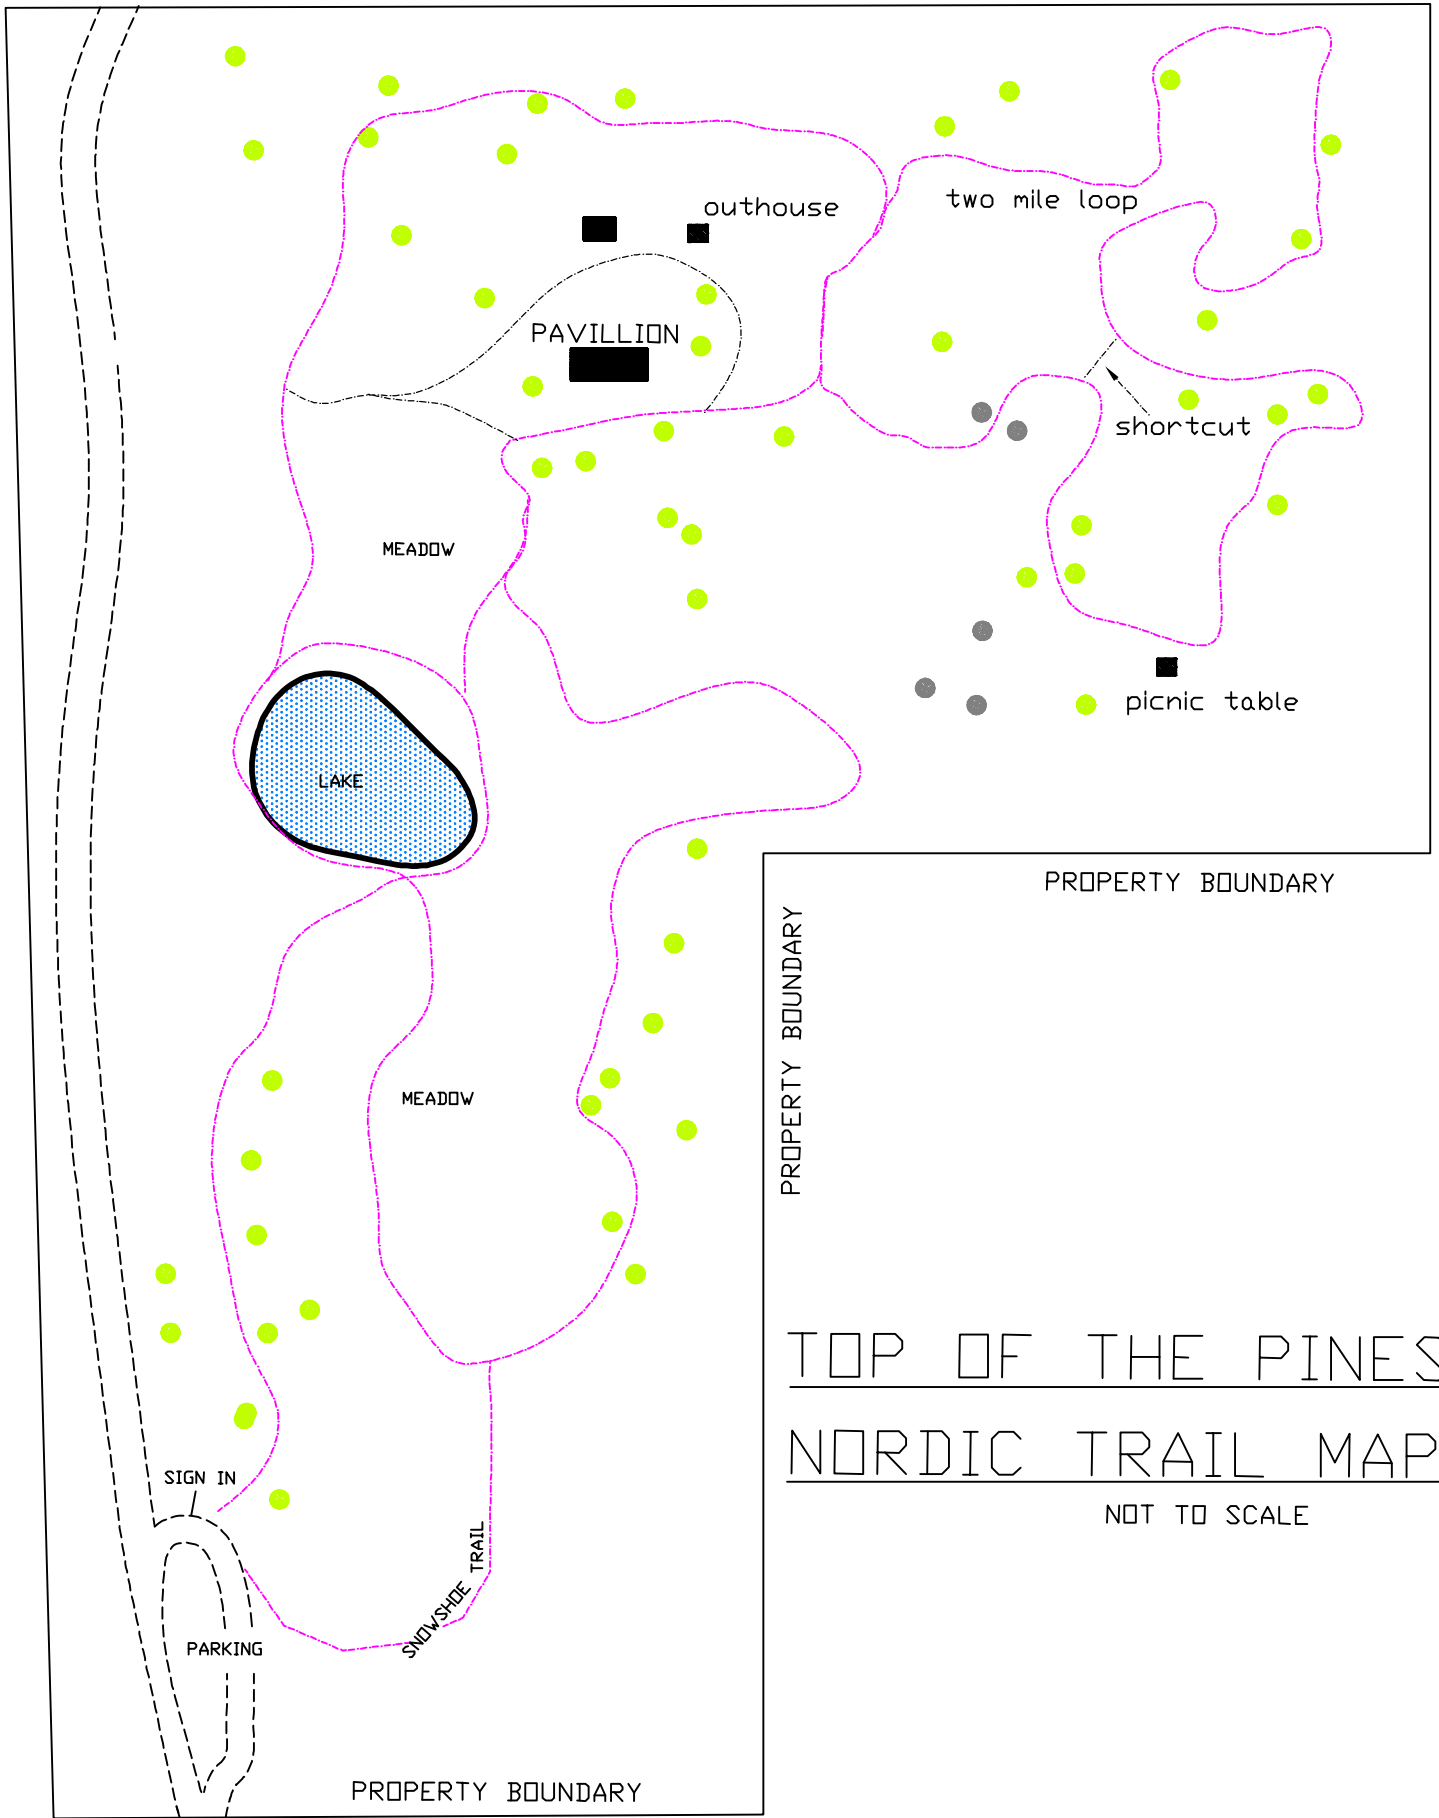 outhouse
two mile loop
PAVILLION
shortcut
MEADOW
picnic table
LAKE
PROPERTY BOUNDARY
PROPERTY BOUNDARY
MEADOW
TOP OF THE PINES
NORDIC TRAIL MAP
NOT TO SCALE
SIGN IN
SNOWSHOE TRAIL
PARKING
PROPERTY BOUNDARY